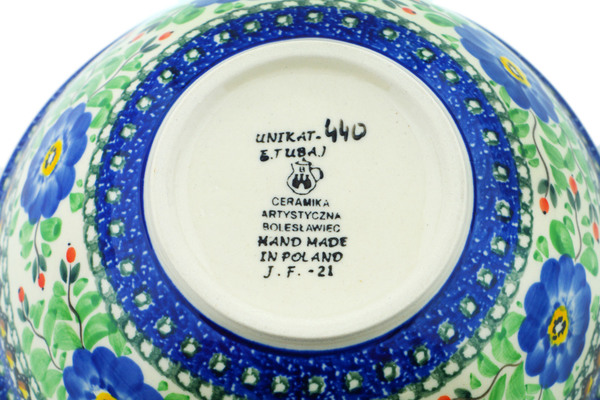 UNIKAT-440
E.TUBAJ
CERAMIKA
ARTYSTYCZNA
BOLESŁAWIEC
HAND MADE
IN POLAND
J.F.-21